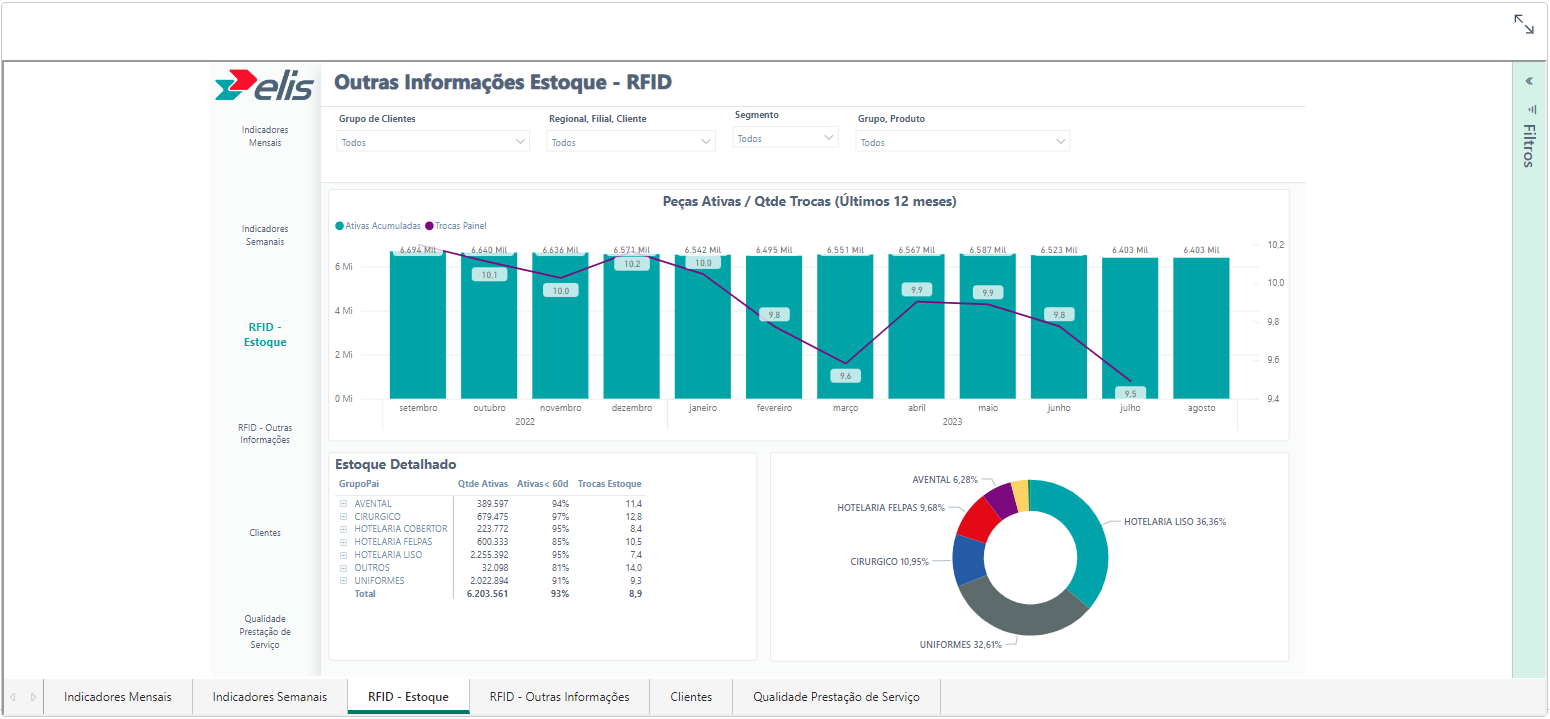 elis
Outras Informações Estoque - RFID
Indicadores
Mensais
Indicadores
Semanais
RFID -
Estoque
RFID - Outras
Informações
Clientes
Qualidade
Prestação de
Serviço
Grupo de Clientes
Todos
Regional, Filial, Cliente
Todos
Segmento
Todos
Grupo, Produto
Todos
Filtros
Peças Ativas / Qtde Trocas (Últimos 12 meses)
Ativas Acumuladas Trocas Painel
6.694 Mil 6.640 Mil 6.636 Mil 6.571 Mil 6.542 Mil 6.495 Mil 6.551 Mil 6.567 Mil 6.587 Mil 6.523 Mil 6.403 Mil 6.403 Mil
10,1 10,0 10,2 10,0 9,8 9,6 9,9 9,9 9,8 9,5
6 Mi
4 Mi
2 Mi
0 Mi
10,2
10,0
9,8
9,6
9,4
setembro outubro novembro dezembro janeiro fevereiro março abril maio junho julho agosto
2022 2023
Estoque Detalhado
GrupoPai Qtde Ativas Ativas< 60d Trocas Estoque
AVENTAL 389.597 94% 11,4
CIRURGICO 679.475 97% 12,8
HOTELARIA COBERTOR 223.772 95% 8,4
HOTELARIA FELPAS 600.333 85% 10,5
HOTELARIA LISO 2.255.392 95% 7,4
OUTROS 32.098 81% 14,0
UNIFORMES 2.022.894 91% 9,3
Total 6.203.561 93% 8,9
AVENTAL 6,28%
HOTELARIA FELPAS 9,68%
HOTELARIA LISO 36,36%
CIRURGICO 10,95%
UNIFORMES 32,61%
Indicadores Mensais Indicadores Semanais RFID - Estoque RFID - Outras Informações Clientes Qualidade Prestação de Serviço